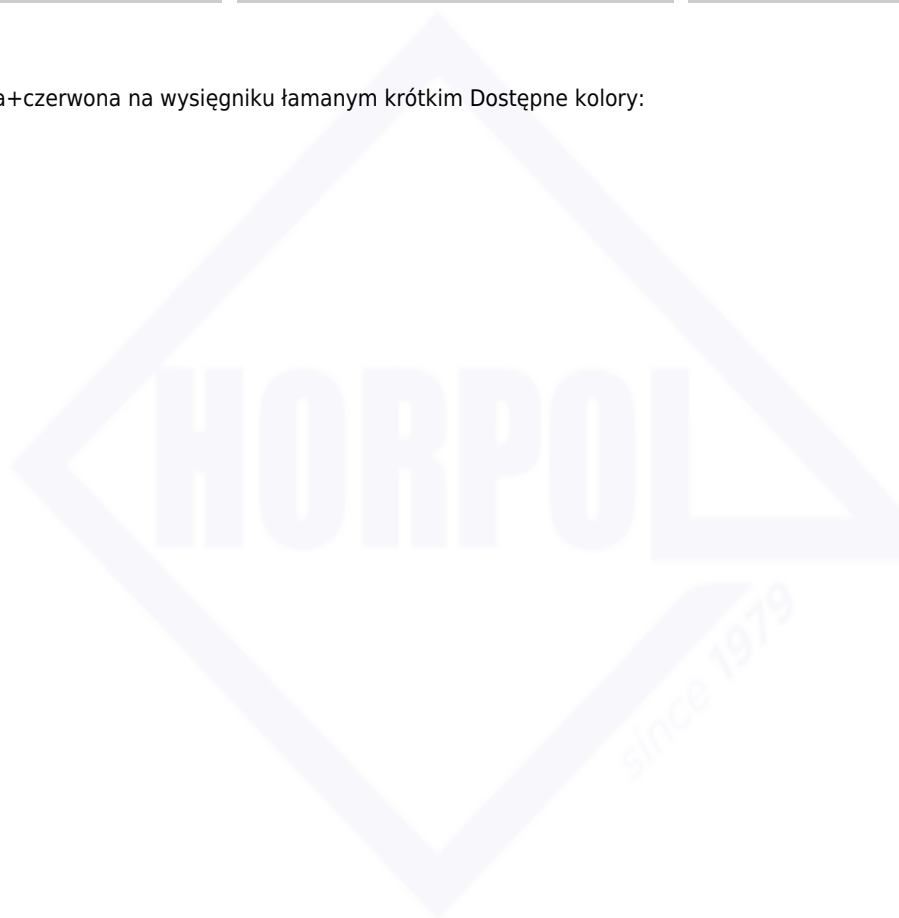 a+czerwona na wysięgniku łamanym krótkim Dostępne kolory:
HORPOL
since 1979